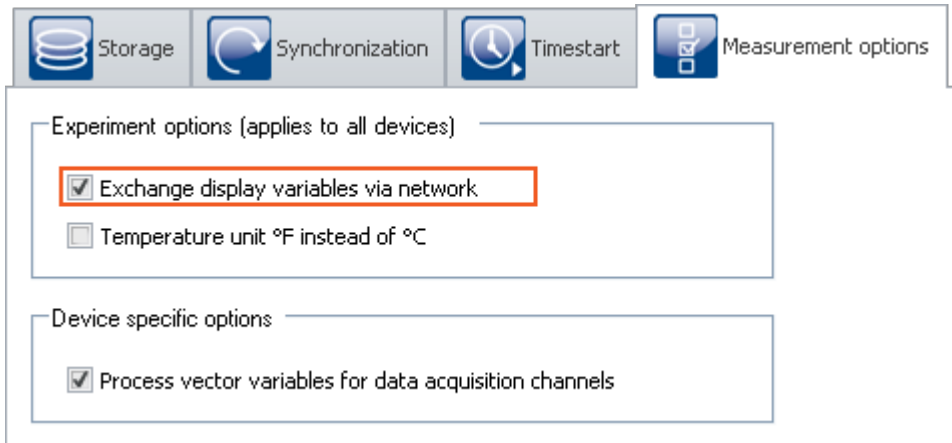 Storage
Synchronization
Timestart
Measurement options
Experiment options (applies to all devices)
Exchange display variables via network
Temperature unit °F instead of °C
Device specific options
Process vector variables for data acquisition channels